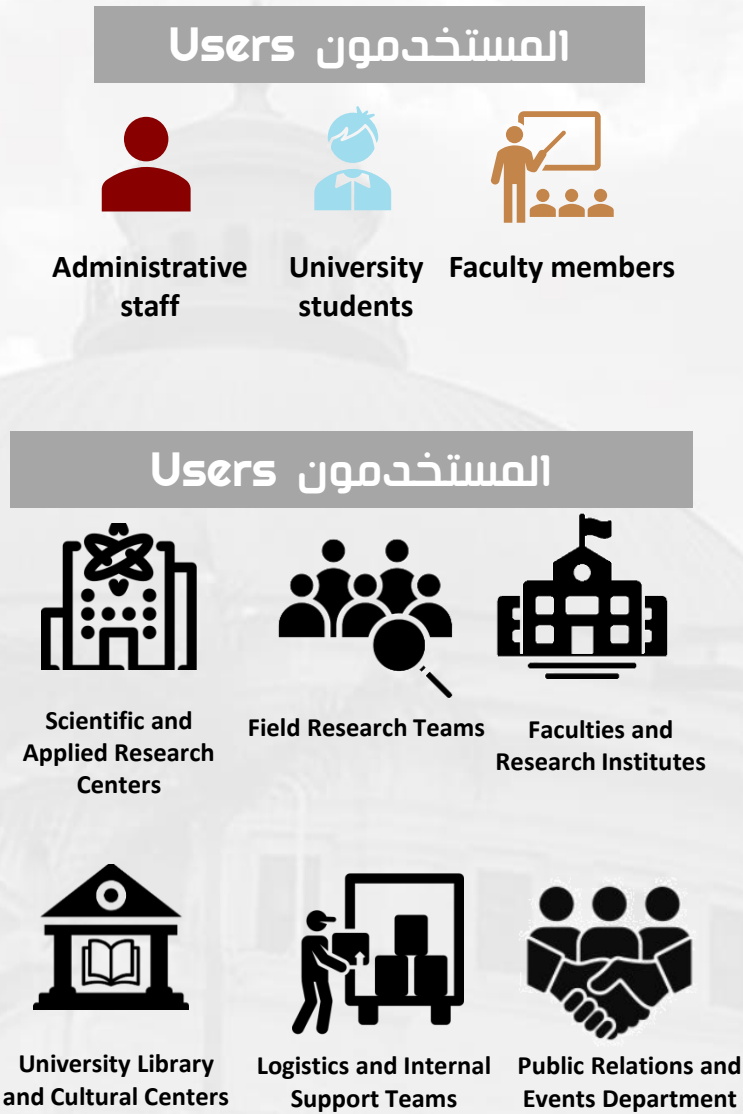 المستخدمون Users
Administrative
staff
University
students
Faculty members
المستخدمون Users
Scientific and
Applied Research
Centers
Field Research Teams
Faculties and
Research Institutes
University Library
and Cultural Centers
Logistics and Internal
Support Teams
Public Relations and
Events Department